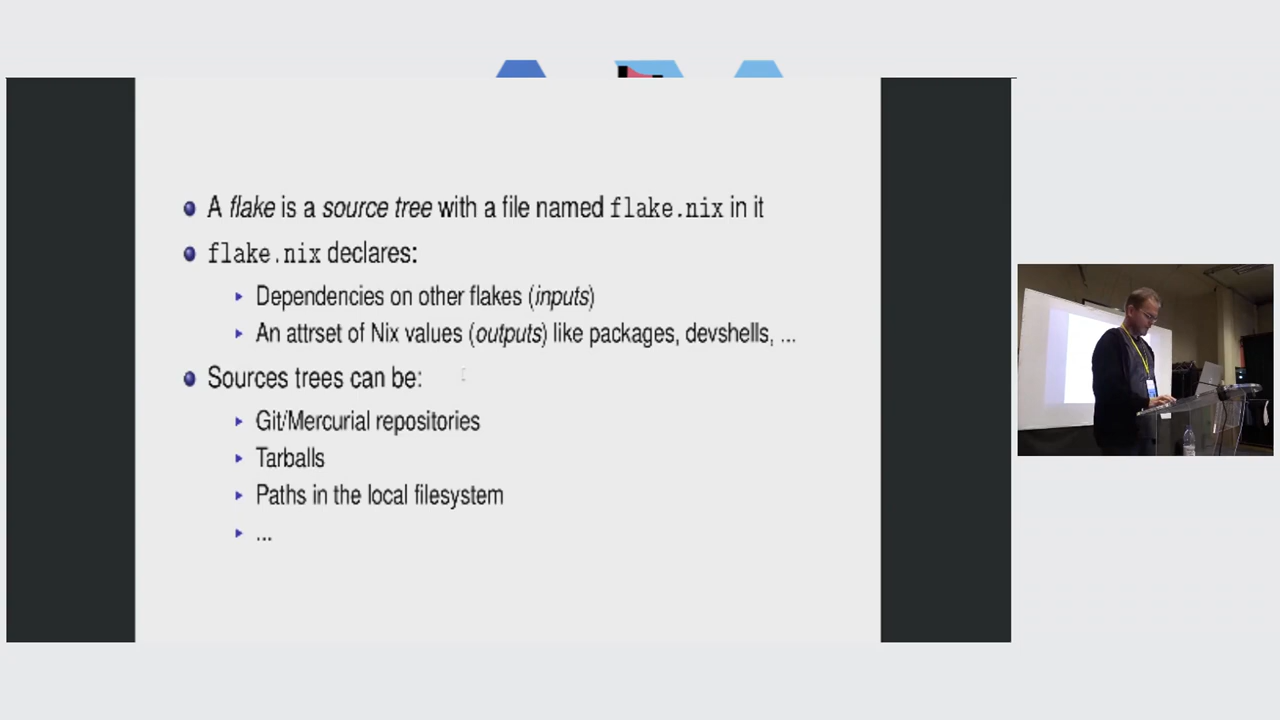 A flake is a source tree with a file named flake.nix in it
flake.nix declares:
Dependencies on other flakes (inputs)
An attrset of Nix values (outputs) like packages, devshells, ...
Sources trees can be:
Git/Mercurial repositories
Tarballs
Paths in the local filesystem
...